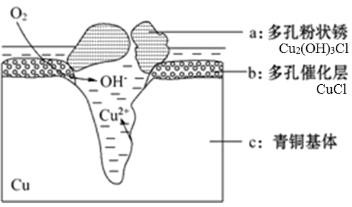 O₂
a: 多孔粉状锈
Cu₂(OH)₃Cl
OH⁻
b: 多孔催化层
CuCl
Cu²⁺
c: 青铜基体
Cu